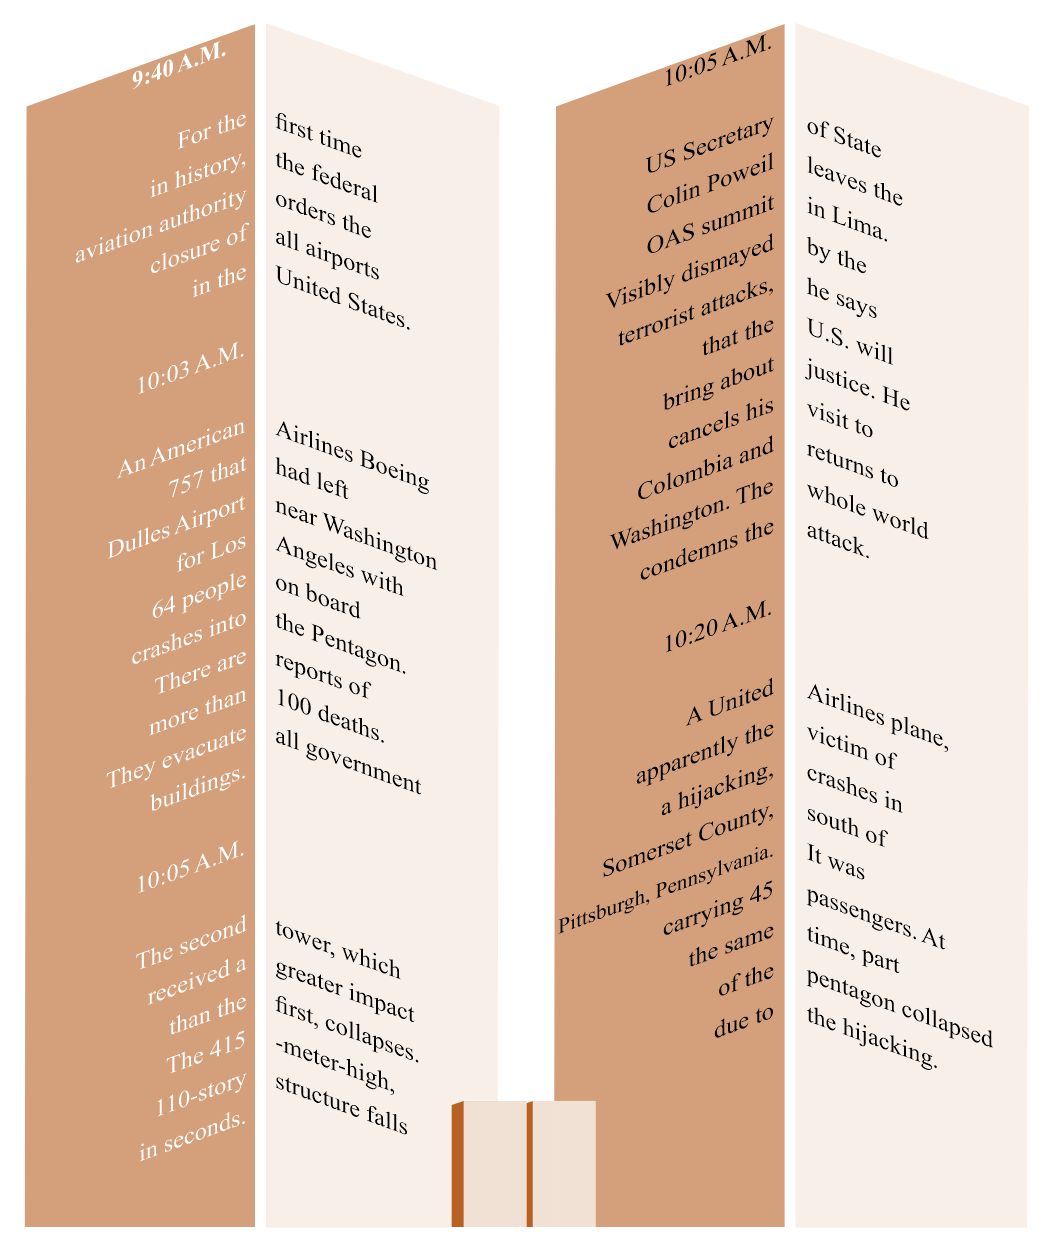 9:40 A.M.
For the first time
in history, the federal
aviation authority orders the
closure of all airports
in the United States.
10:03 A.M.
An American Airlines Boeing
757 that had left
Dulles Airport near Washington
for Los Angeles with
64 people on board
crashes into the Pentagon.
There are reports of
more than 100 deaths.
They evacuate all government
buildings.
10:05 A.M.
The second tower, which
received a greater impact
than the first, collapses.
The 415 -meter-high,
110-story structure falls
in seconds.
10:05 A.M.
US Secretary of State
Colin Poweil leaves the
OAS summit in Lima.
Visibly dismayed by the
terrorist attacks, he says
that the U.S. will
bring about justice. He
cancels his visit to
Colombia and returns to
Washington. The whole world
condemns the attack.
10:20 A.M.
A United Airlines plane,
apparently the victim of
a hijacking, crashes in
Somerset County, south of
Pittsburgh, Pennsylvania. It was
carrying 45 passengers. At
the same time, part
of the pentagon collapsed
due to the hijacking.